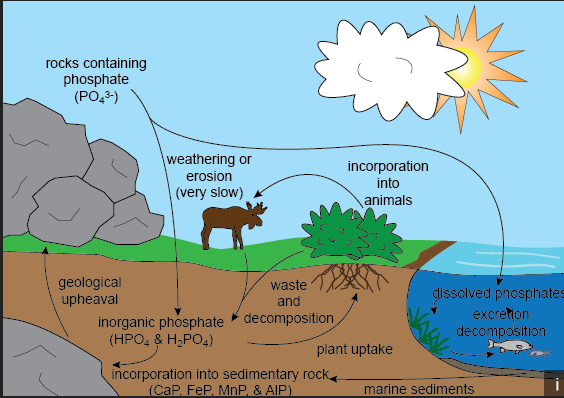 rocks containing
phosphate
(PO₄³-)
weathering or
erosion
(very slow)
incorporation
into
animals
geological
upheaval
waste
and
decomposition
dissolved phosphates
excretion
decomposition
inorganic phosphate
(HPO₄ & H₂PO₄)
plant uptake
incorporation into sedimentary rock
(CaP, FeP, MnP, & AlP)
marine sediments
i